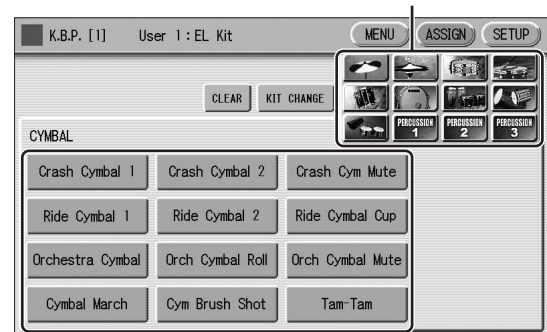 K.B.P. [1] User 1:EL Kit MENU ASSIGN SETUP
CLEAR KIT CHANGE
PERCUSSION 1 PERCUSSION 2 PERCUSSION 3
CYMBAL
Crash Cymbal 1 Crash Cymbal 2 Crash Cym Mute
Ride Cymbal 1 Ride Cymbal 2 Ride Cymbal Cup
Orchestra Cymbal Orch Cymbal Roll Orch Cymbal Mute
Cymbal March Cym Brush Shot Tam-Tam